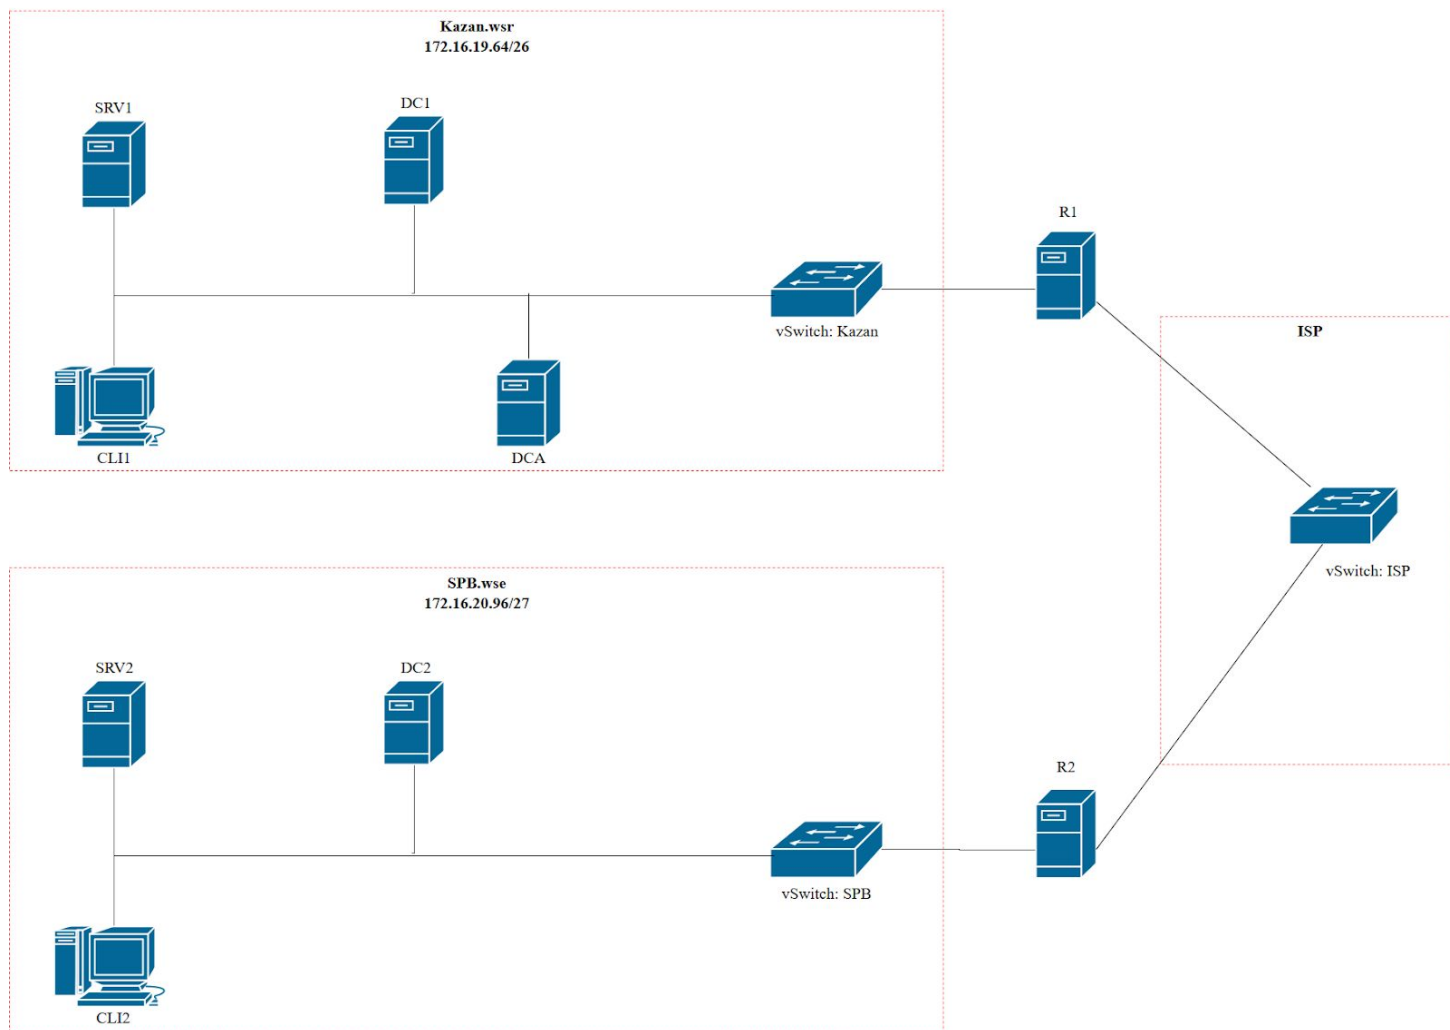 Kazan.wsr
172.16.19.64/26
SRV1
DC1
R1
vSwitch: Kazan
ISP
CLI1
DCA
vSwitch: ISP
SPB.wse
172.16.20.96/27
SRV2
DC2
R2
vSwitch: SPB
CLI2